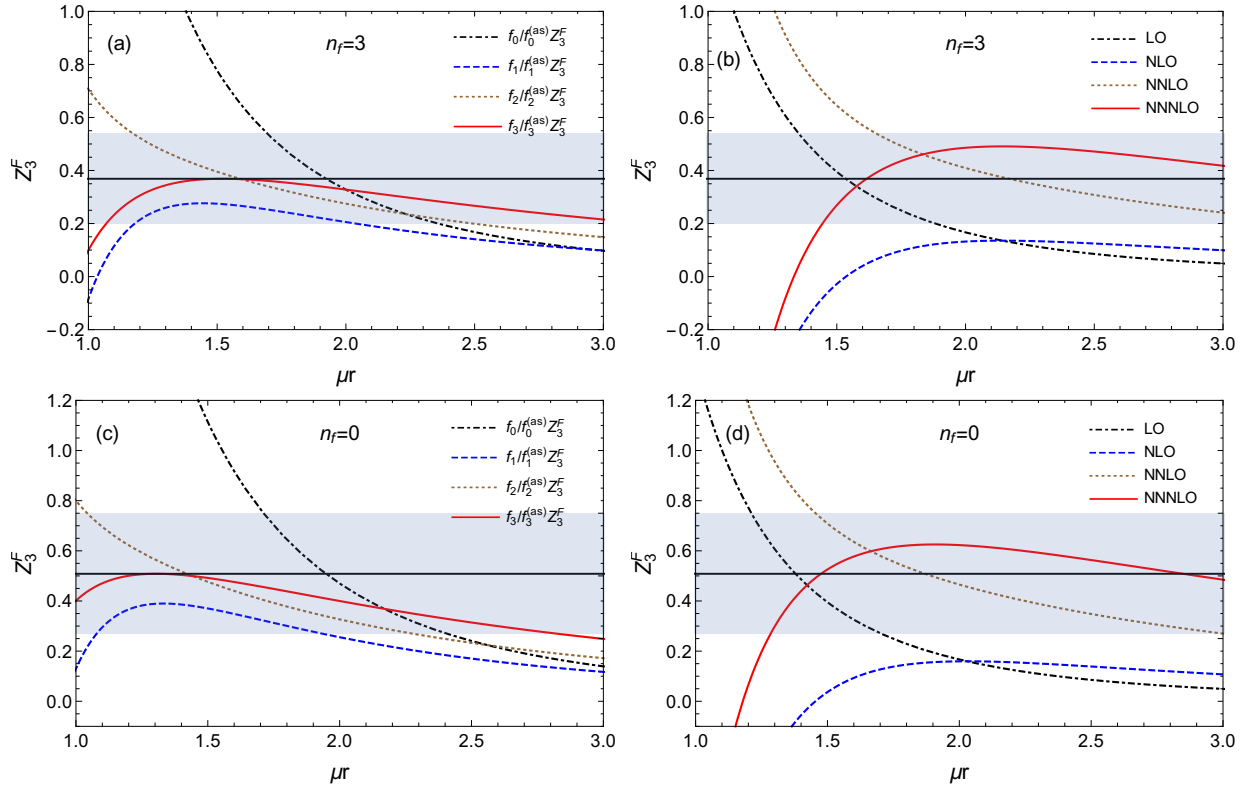 (a)
n_f=3
f_0/f_0^(as) Z_3^F
f_1/f_1^(as) Z_3^F
f_2/f_2^(as) Z_3^F
f_3/f_3^(as) Z_3^F
1.0
0.8
0.6
0.4
0.2
0.0
−0.2
Z_3^F
1.0 1.5 2.0 2.5 3.0
μr
(b)
n_f=3
LO
NLO
NNLO
NNNLO
1.0
0.8
0.6
0.4
0.2
0.0
−0.2
Z_3^F
1.0 1.5 2.0 2.5 3.0
μr
(c)
n_f=0
f_0/f_0^(as) Z_3^F
f_1/f_1^(as) Z_3^F
f_2/f_2^(as) Z_3^F
f_3/f_3^(as) Z_3^F
1.2
1.0
0.8
0.6
0.4
0.2
0.0
Z_3^F
1.0 1.5 2.0 2.5 3.0
μr
(d)
n_f=0
LO
NLO
NNLO
NNNLO
1.2
1.0
0.8
0.6
0.4
0.2
0.0
Z_3^F
1.0 1.5 2.0 2.5 3.0
μr